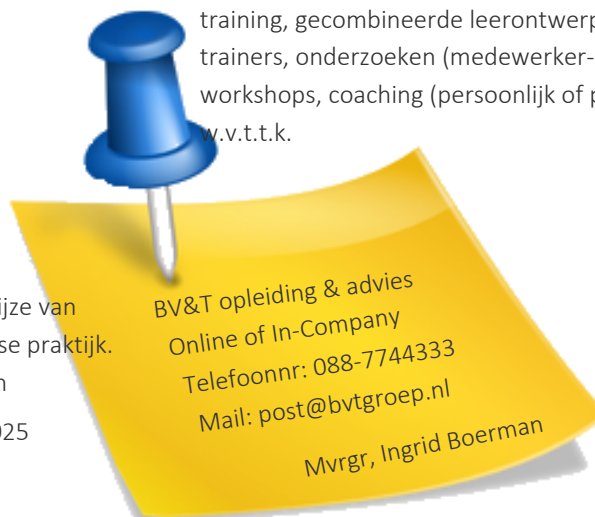 training, gecombineerde leerontwerp
trainers, onderzoeken (medewerker-
workshops, coaching (persoonlijk of p
w.v.t.t.k.
ijze van
se praktijk.
n
025
BV&T opleiding & advies
Online of In-Company
Telefoonnr: 088-7744333
Mail: post@bvtgroep.nl
Mvrgr, Ingrid Boerman